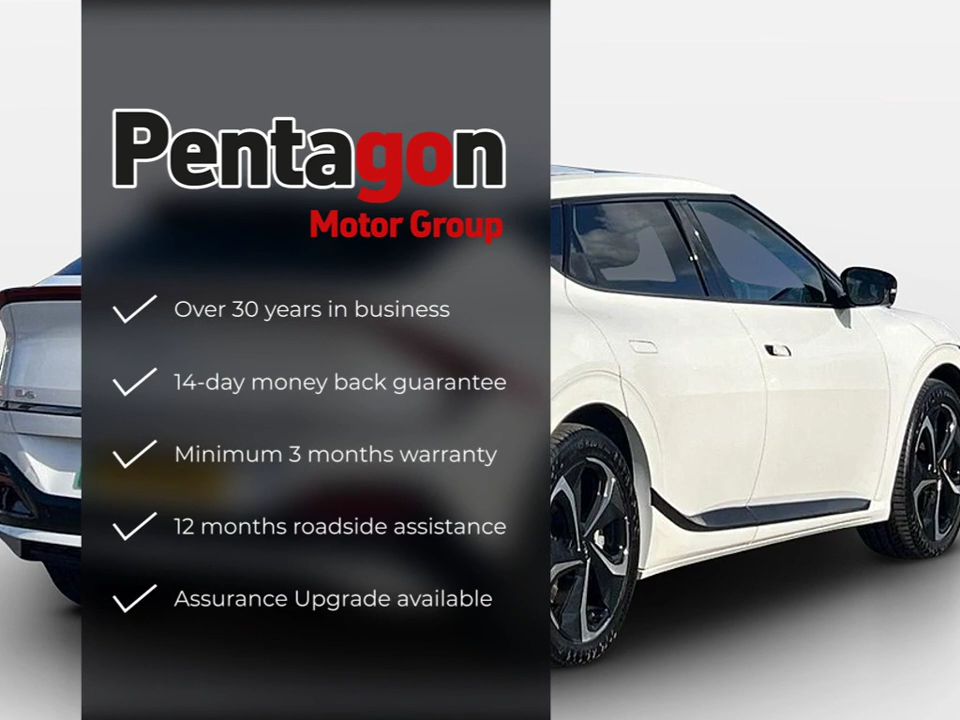 Pentagon
Motor Group
Over 30 years in business
14-day money back guarantee
Minimum 3 months warranty
12 months roadside assistance
Assurance Upgrade available